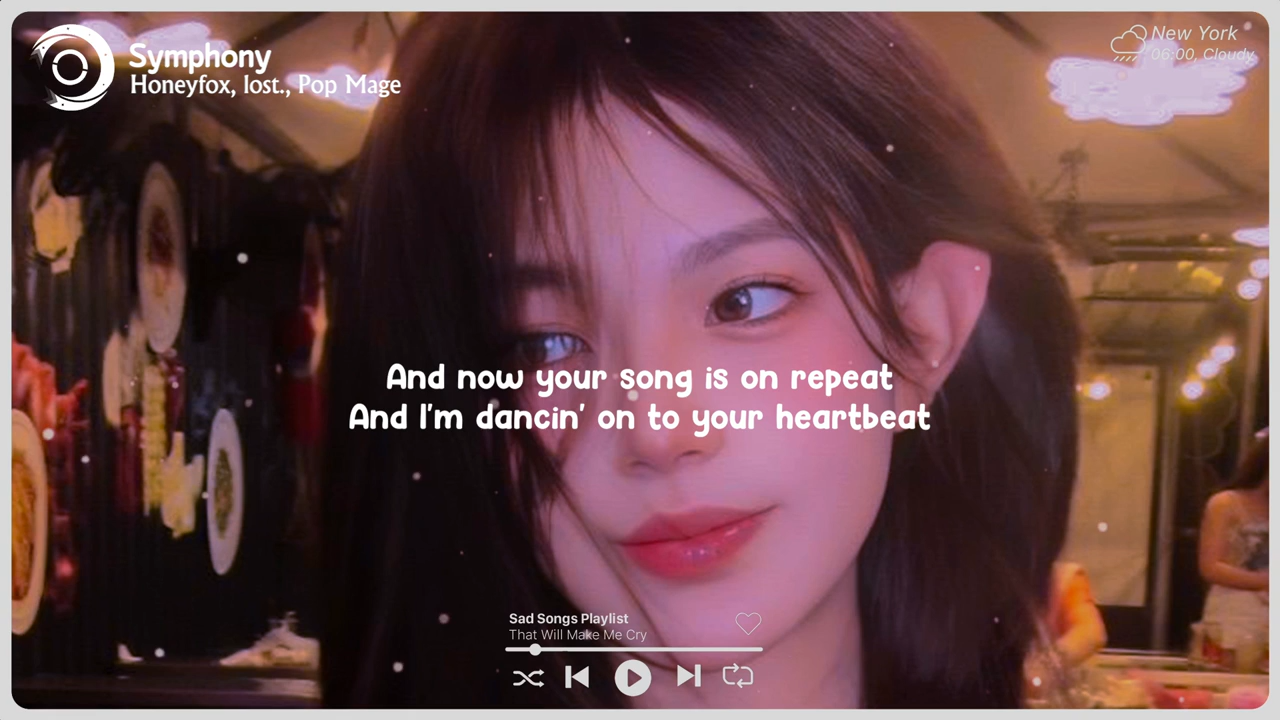 Symphony
Honeyfox, lost., Pop Mage
New York
06:00, Cloudy
And now your song is on repeat
And I'm dancin' on to your heartbeat
Sad Songs Playlist
That Will Make Me Cry